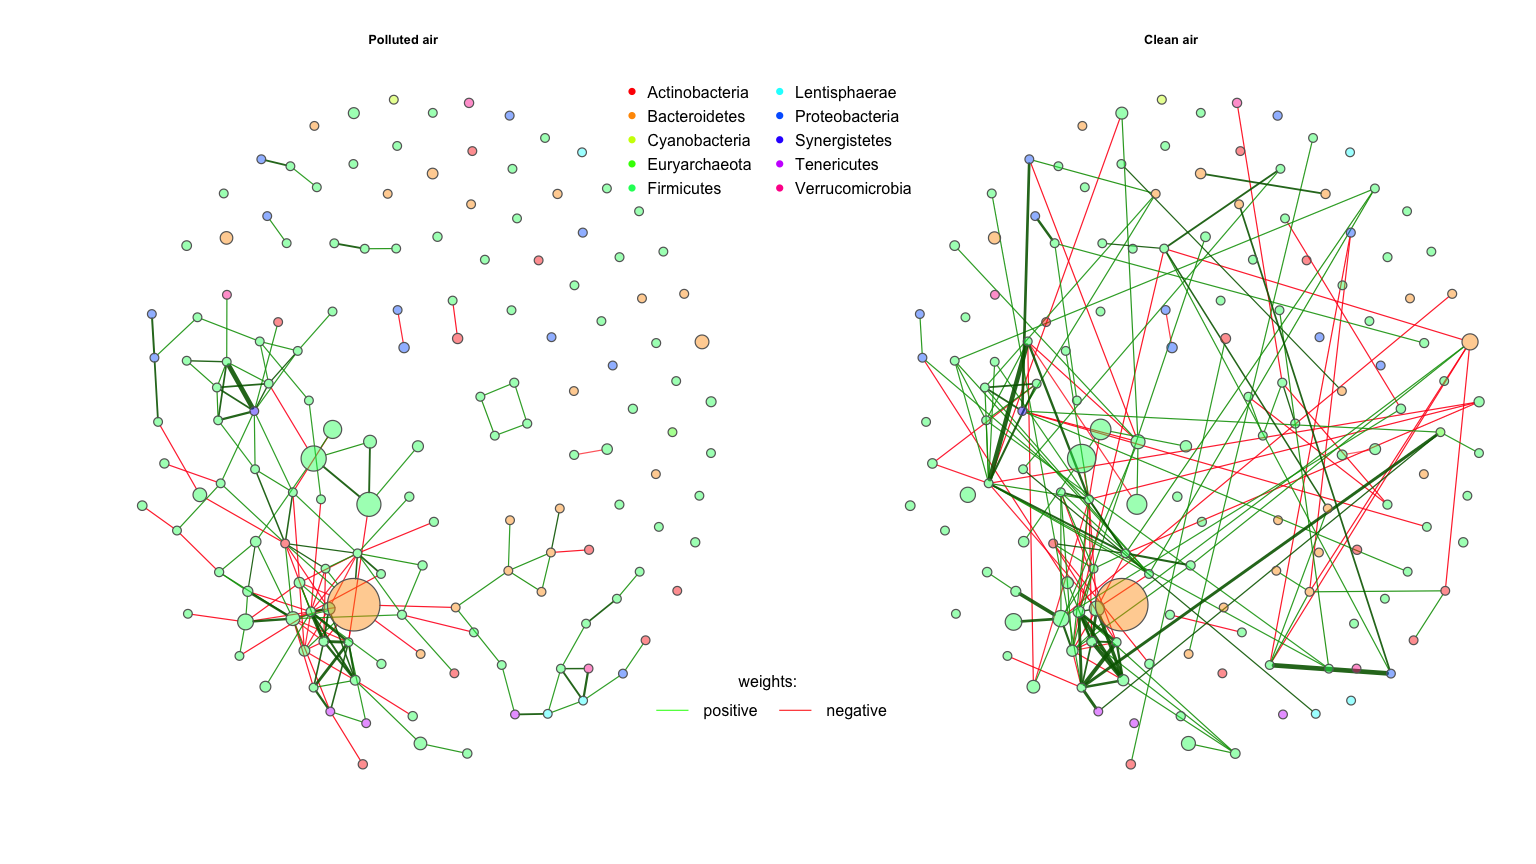 Polluted air
Clean air
Actinobacteria
Bacteroidetes
Cyanobacteria
Euryarchaeota
Firmicutes
Lentisphaerae
Proteobacteria
Synergistetes
Tenericutes
Verrucomicrobia
weights:
positive negative